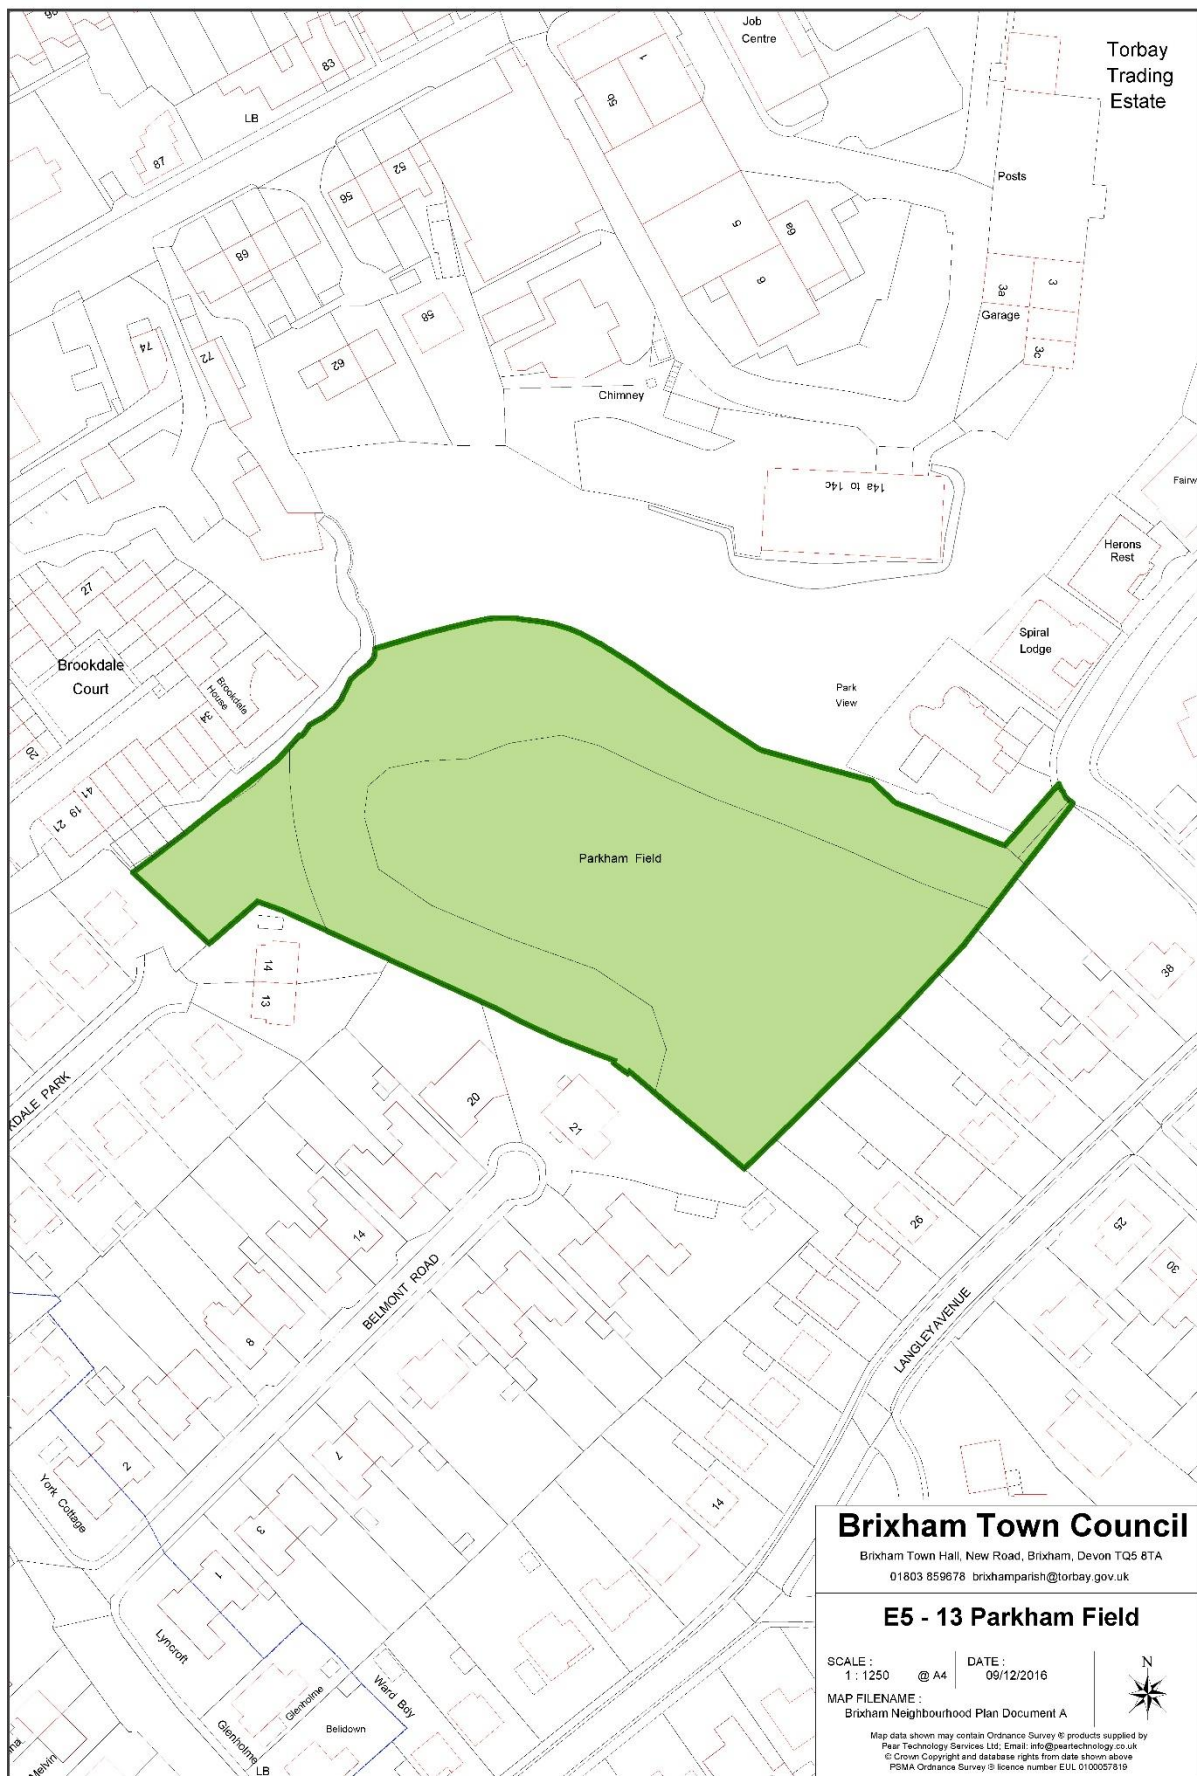 Job
Centre
Torbay
Trading
Estate
83
LB
87
1
5b
52
56
Posts
68
5
6a
6
3a
3
Garage
3c
58
74
72
62
Chimney
14a to 14c
Fairw
Herons
Rest
27
Spiral
Lodge
Brookdale
Court
Brookdale
House
34
Park
View
20
41
19
21
Parkham Field
14
13
38
KDALE PARK
20
21
26
25
14
30
BELMONT ROAD
8
LANGLEY AVENUE
7
2
York Cottage
14
3
1
Lyncroft
Glenholme
Glenholme
Ward Bdy
Belidown
LB
Melvin
Brixham Town Council
Brixham Town Hall, New Road, Brixham, Devon TQ5 8TA
01803 859678 brixhamparish@torbay.gov.uk
E5 - 13 Parkham Field
SCALE :
1 : 1250 @ A4
DATE :
09/12/2016
N
MAP FILENAME :
Brixham Neighbourhood Plan Document A
Map data shown may contain Ordnance Survey ® products supplied by
Pear Technology Services Ltd; Email: info@peartechnology.co.uk
© Crown Copyright and database rights from date shown above
PSMA Ordnance Survey ® licence number EUL 0100057819